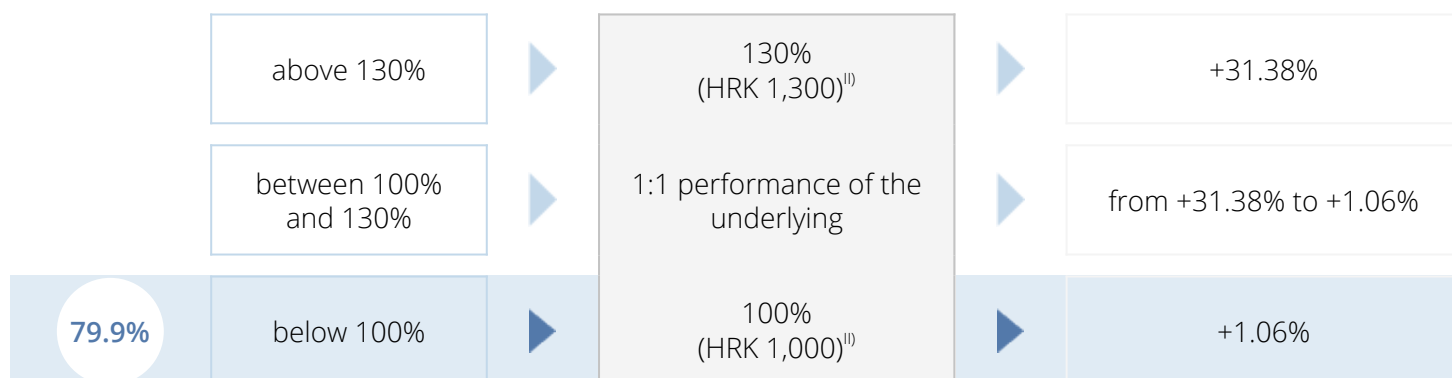 above 130%
130%
(HRK 1,300)II)
+31.38%
between 100%
and 130%
1:1 performance of the
underlying
from +31.38% to +1.06%
79.9%
below 100%
100%
(HRK 1,000)II)
+1.06%